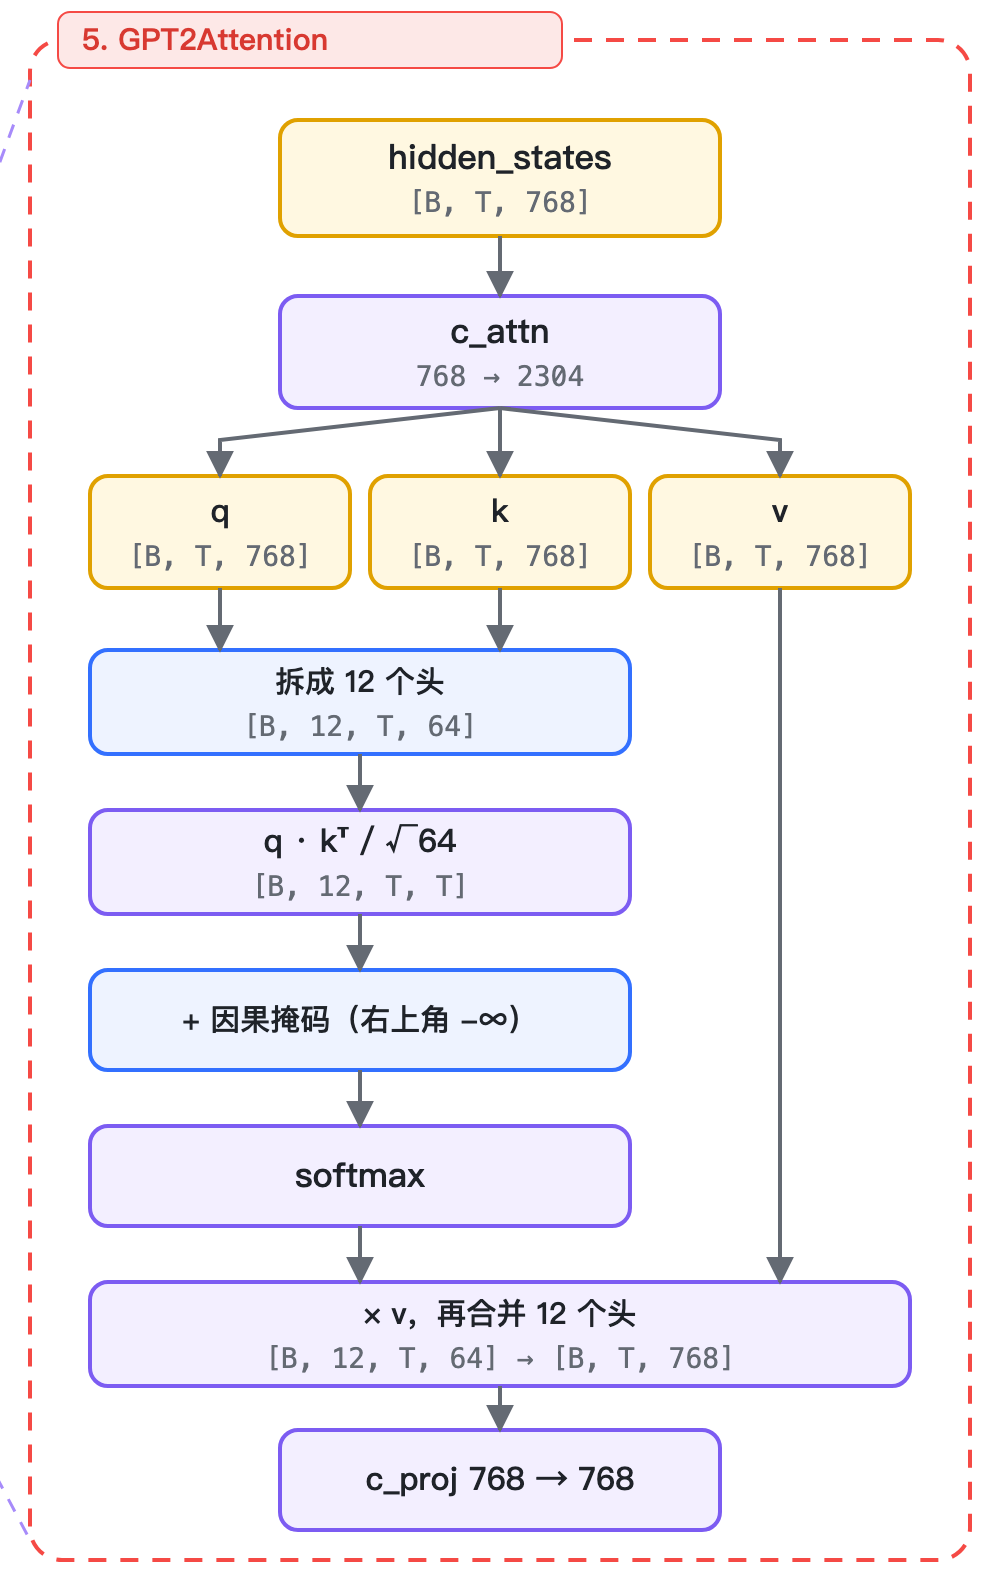 5. GPT2Attention
hidden_states
[B, T, 768]
c_attn
768 → 2304
q
[B, T, 768]
k
[B, T, 768]
v
[B, T, 768]
拆成 12 个头
[B, 12, T, 64]
q · kᵀ / √64
[B, 12, T, T]
+ 因果掩码（右上角 −∞）
softmax
× v，再合并 12 个头
[B, 12, T, 64] → [B, T, 768]
c_proj 768 → 768